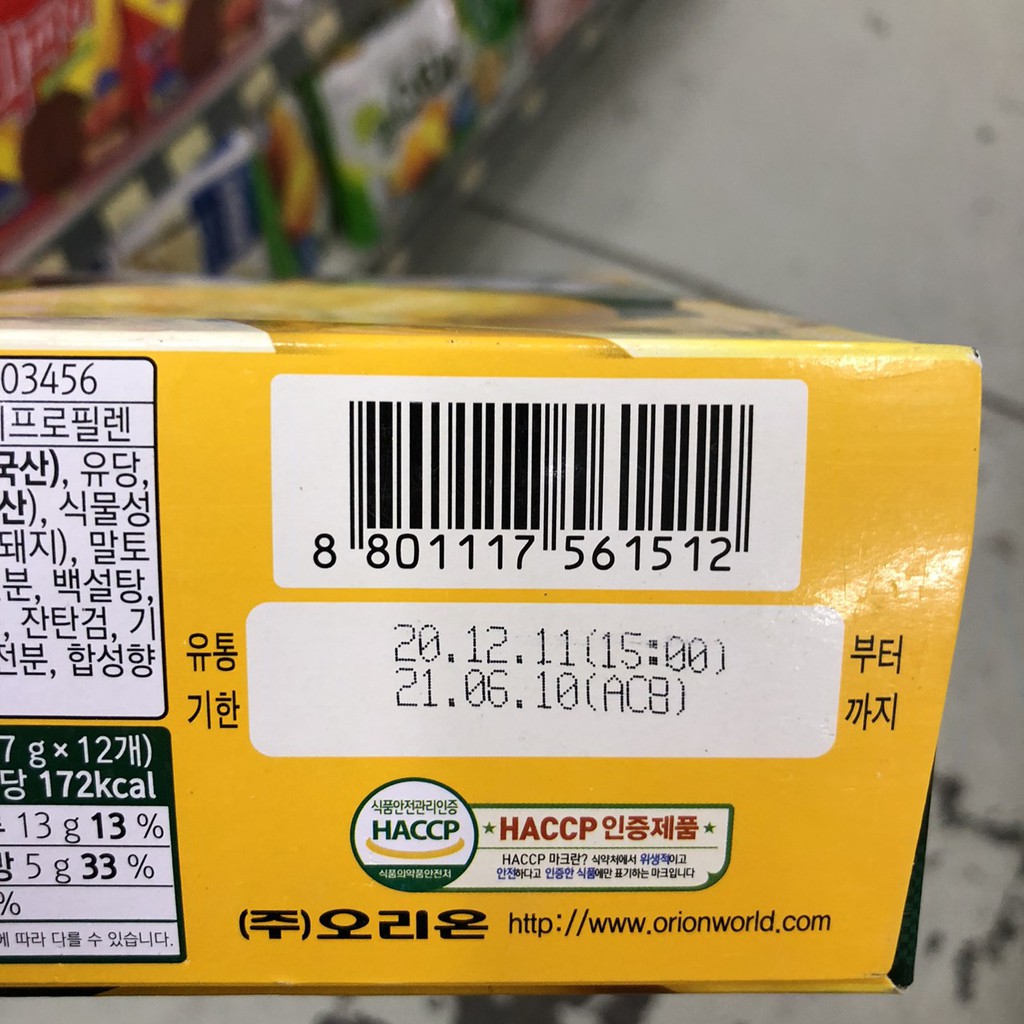 03456
프로필렌
국산), 유당,
산), 식물성
돼지), 말토
분, 백설탕,
, 잔탄검, 기
전분, 합성향
7 g × 12개)
당 172kcal
13 g 13 %
5 g 33 %
%
에 따라 다를 수 있습니다.
8 801117 561512
유통
기한
20.12.11(15:00)
21.06.10(ACB)
부터
까지
식품안전관리인증
HACCP
식품의약품안전처
HACCP 인증제품
HACCP 마크란? 식약처에서 위생적이고
안전하다고 인증한 식품에만 표기하는 마크입니다
(주)오리온 http://www.orionworld.com